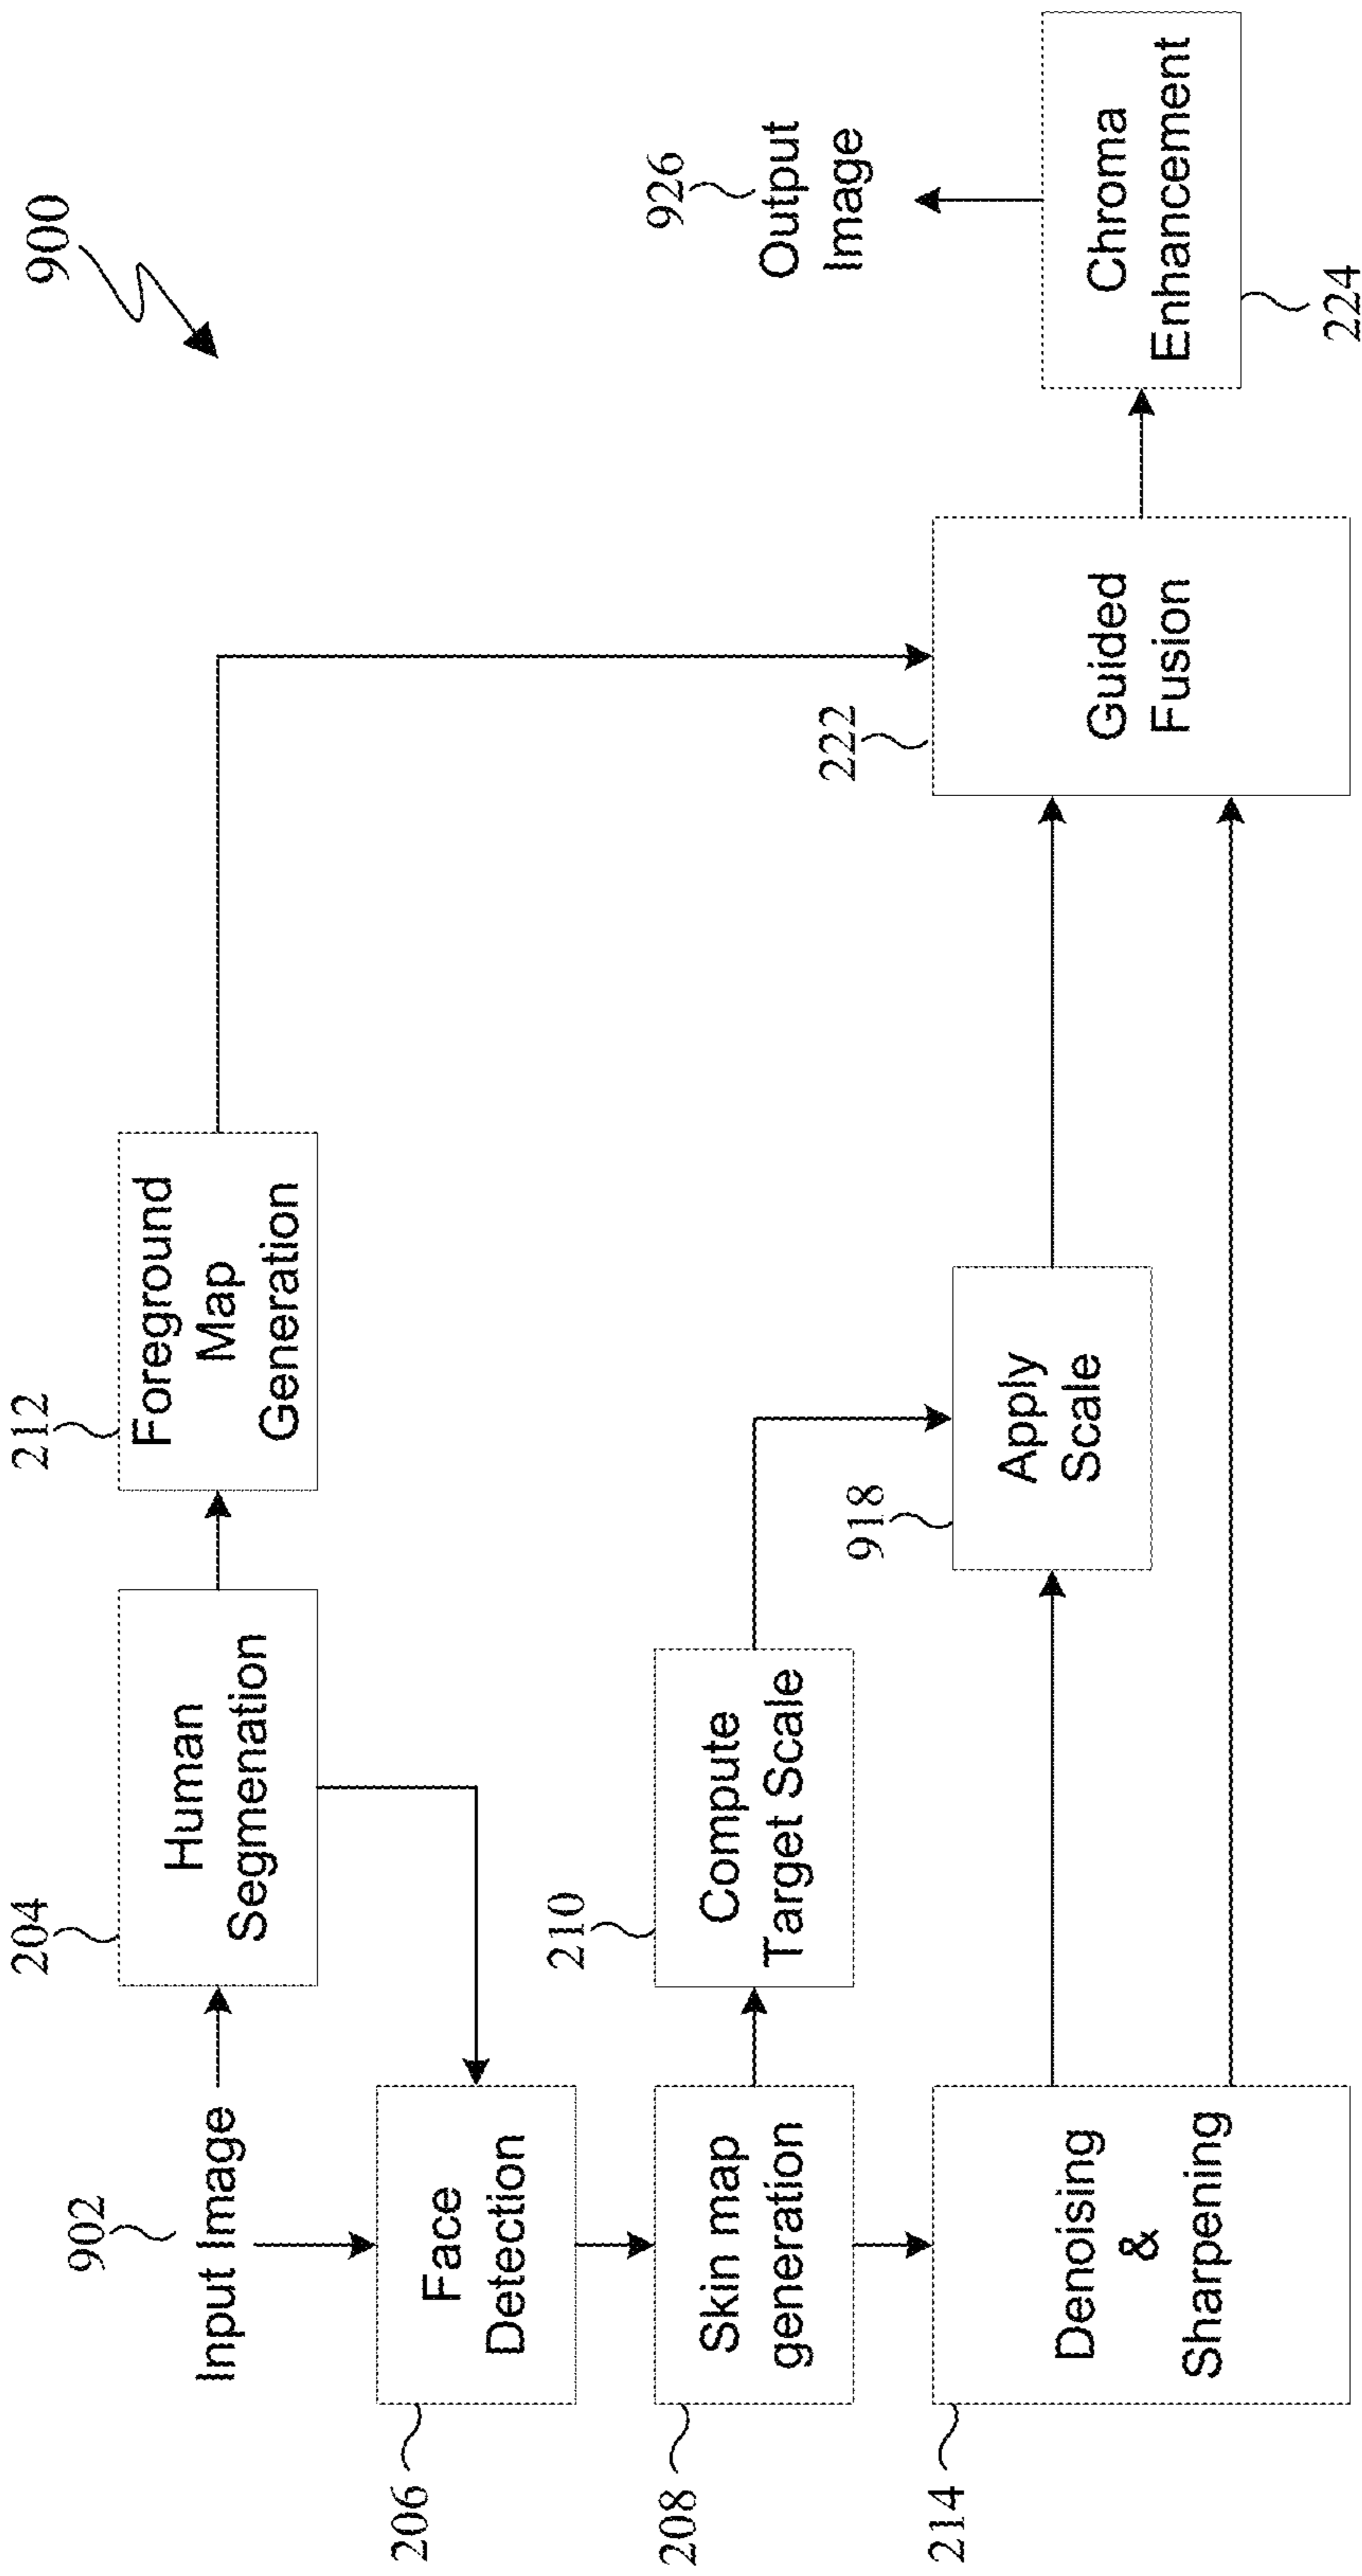 900
902
Input Image
204
Human
Segmenation
212
Foreground
Map
Generation
206
Face
Detection
208
Skin map
generation
210
Compute
Target Scale
214
Denoising
&
Sharpening
918
Apply
Scale
222
Guided
Fusion
926
Output
Image
Chroma
Enhancement
224